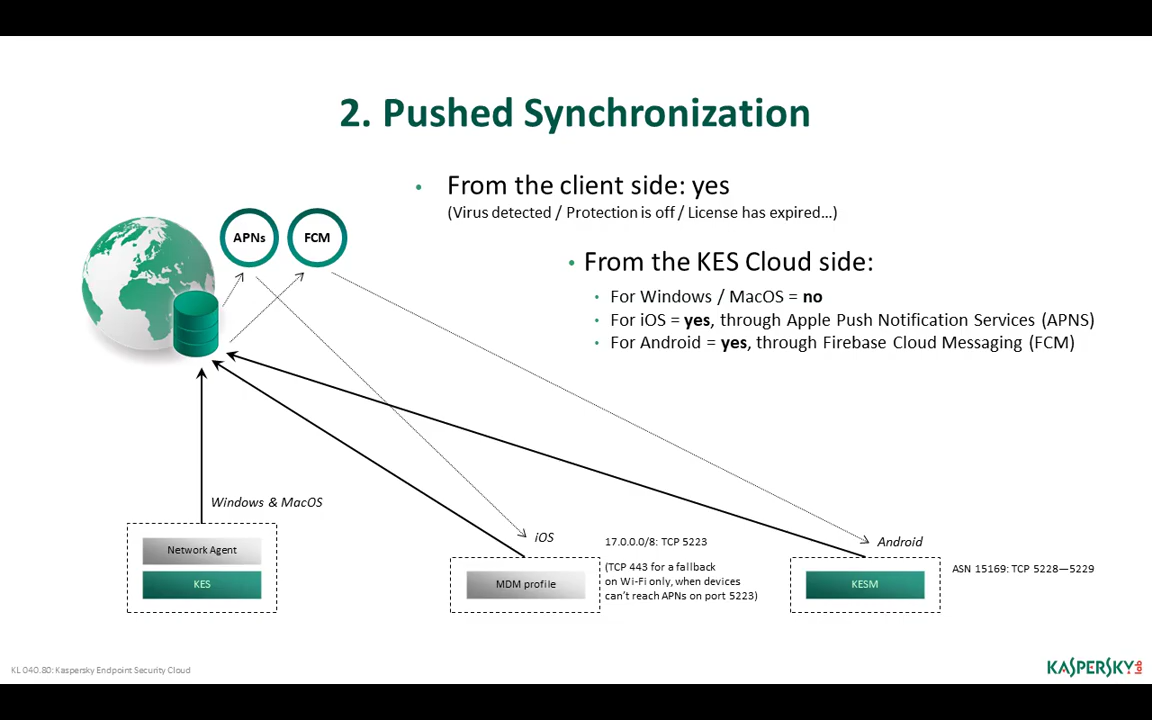 2. Pushed Synchronization
• From the client side: yes
(Virus detected / Protection is off / License has expired...)
APNs
FCM
• From the KES Cloud side:
• For Windows / MacOS = no
• For iOS = yes, through Apple Push Notification Services (APNS)
• For Android = yes, through Firebase Cloud Messaging (FCM)
Windows & MacOS
Network Agent
KES
iOS
MDM profile
17.0.0.0/8: TCP 5223
(TCP 443 for a fallback
on Wi-Fi only, when devices
can't reach APNs on port 5223)
Android
KESM
ASN 15169: TCP 5228—5229
KL 040.80: Kaspersky Endpoint Security Cloud
KASPERSKY lab